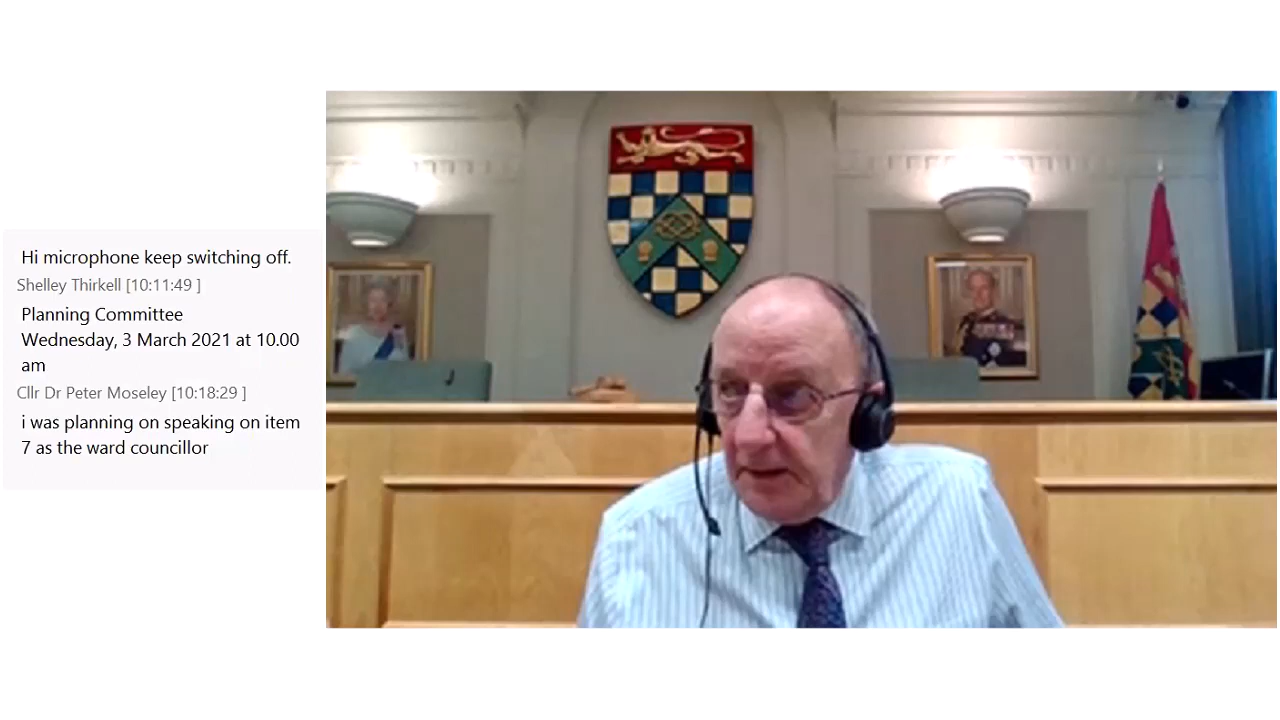 Hi microphone keep switching off.
Shelley Thirkell [10:11:49 ]
Planning Committee
Wednesday, 3 March 2021 at 10.00
am
Cllr Dr Peter Moseley [10:18:29 ]
i was planning on speaking on item
7 as the ward councillor